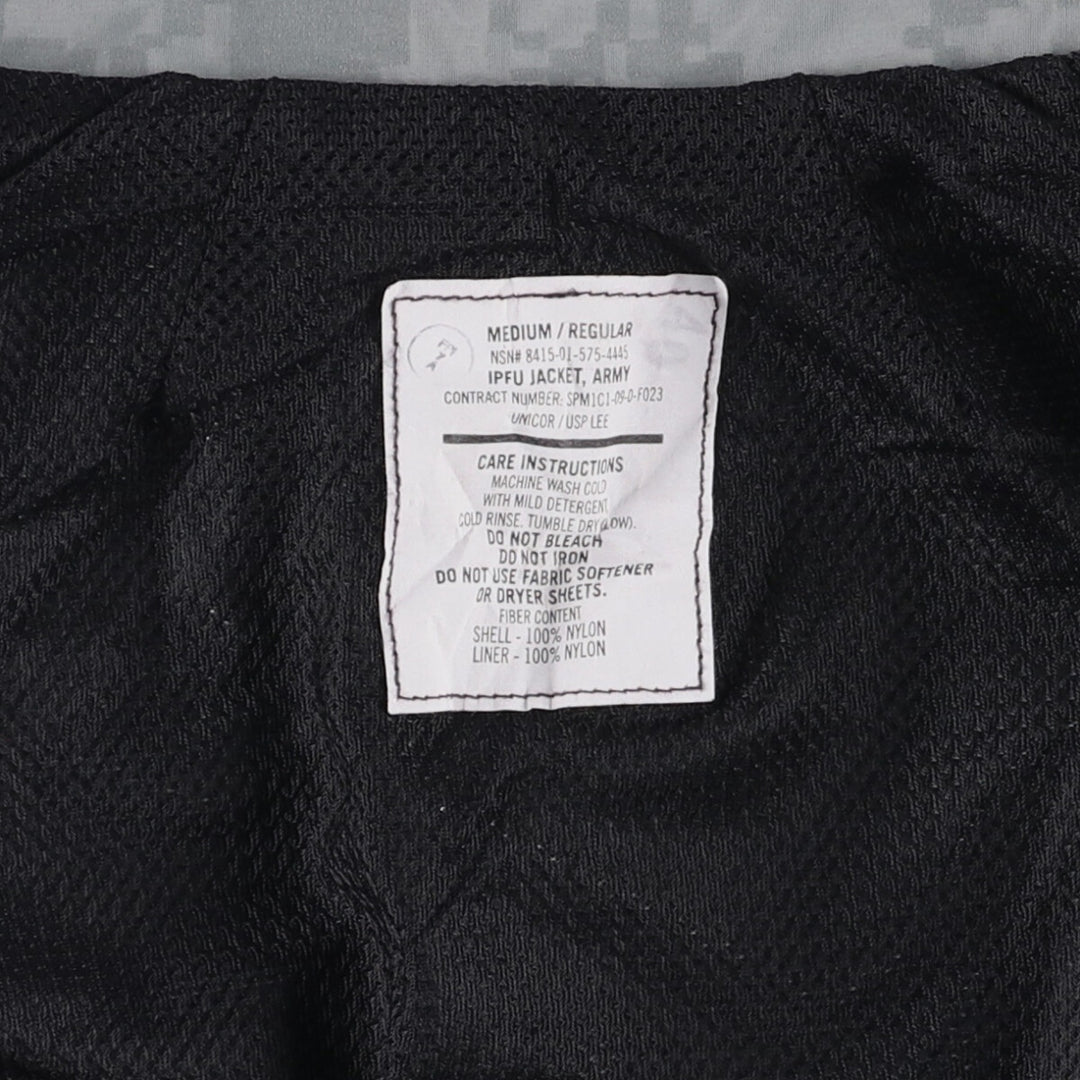 MEDIUM / REGULAR
NSN# 8415-01-575-4445
IPFU JACKET, ARMY
CONTRACT NUMBER: SPM1C1-09-D-F023
UNICOR / USP LEE
CARE INSTRUCTIONS
MACHINE WASH COLD
WITH MILD DETERGENT
COLD RINSE. TUMBLE DRY (LOW).
DO NOT BLEACH
DO NOT IRON
DO NOT USE FABRIC SOFTENER
OR DRYER SHEETS.
FIBER CONTENT
SHELL - 100% NYLON
LINER - 100% NYLON